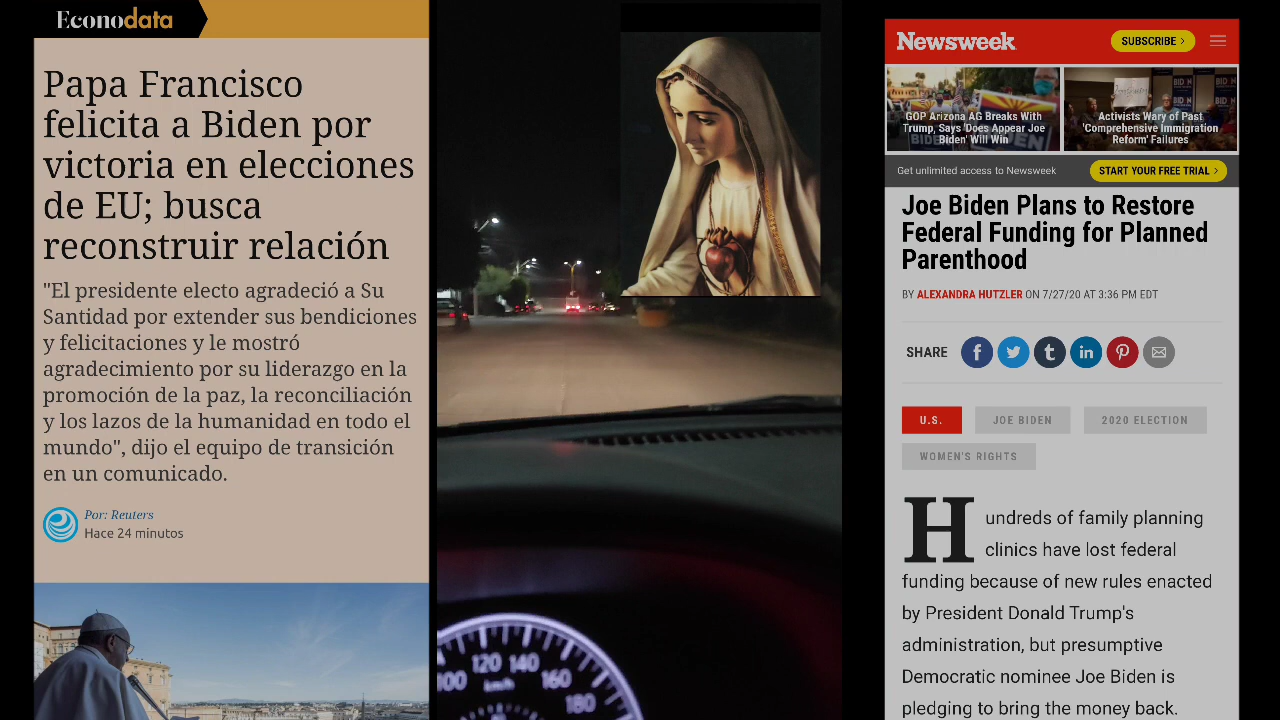 Econodata
Papa Francisco
felicita a Biden por
victoria en elecciones
de EU; busca
reconstruir relación
"El presidente electo agradeció a Su
Santidad por extender sus bendiciones
y felicitaciones y le mostró
agradecimiento por su liderazgo en la
promoción de la paz, la reconciliación
y los lazos de la humanidad en todo el
mundo", dijo el equipo de transición
en un comunicado.
Por: Reuters
Hace 24 minutos
100 120 140 160 180
km/h
Newsweek
SUBSCRIBE >
GOP Arizona AG Breaks With
Trump, Says 'Does Appear Joe
Biden' Will Win
Activists Wary of Past
'Comprehensive Immigration
Reform' Failures
Get unlimited access to Newsweek
START YOUR FREE TRIAL >
Joe Biden Plans to Restore
Federal Funding for Planned
Parenthood
BY ALEXANDRA HUTZLER ON 7/27/20 AT 3:36 PM EDT
SHARE
U.S.
JOE BIDEN
2020 ELECTION
WOMEN'S RIGHTS
Hundreds of family planning
clinics have lost federal
funding because of new rules enacted
by President Donald Trump's
administration, but presumptive
Democratic nominee Joe Biden is
pledging to bring the money back.